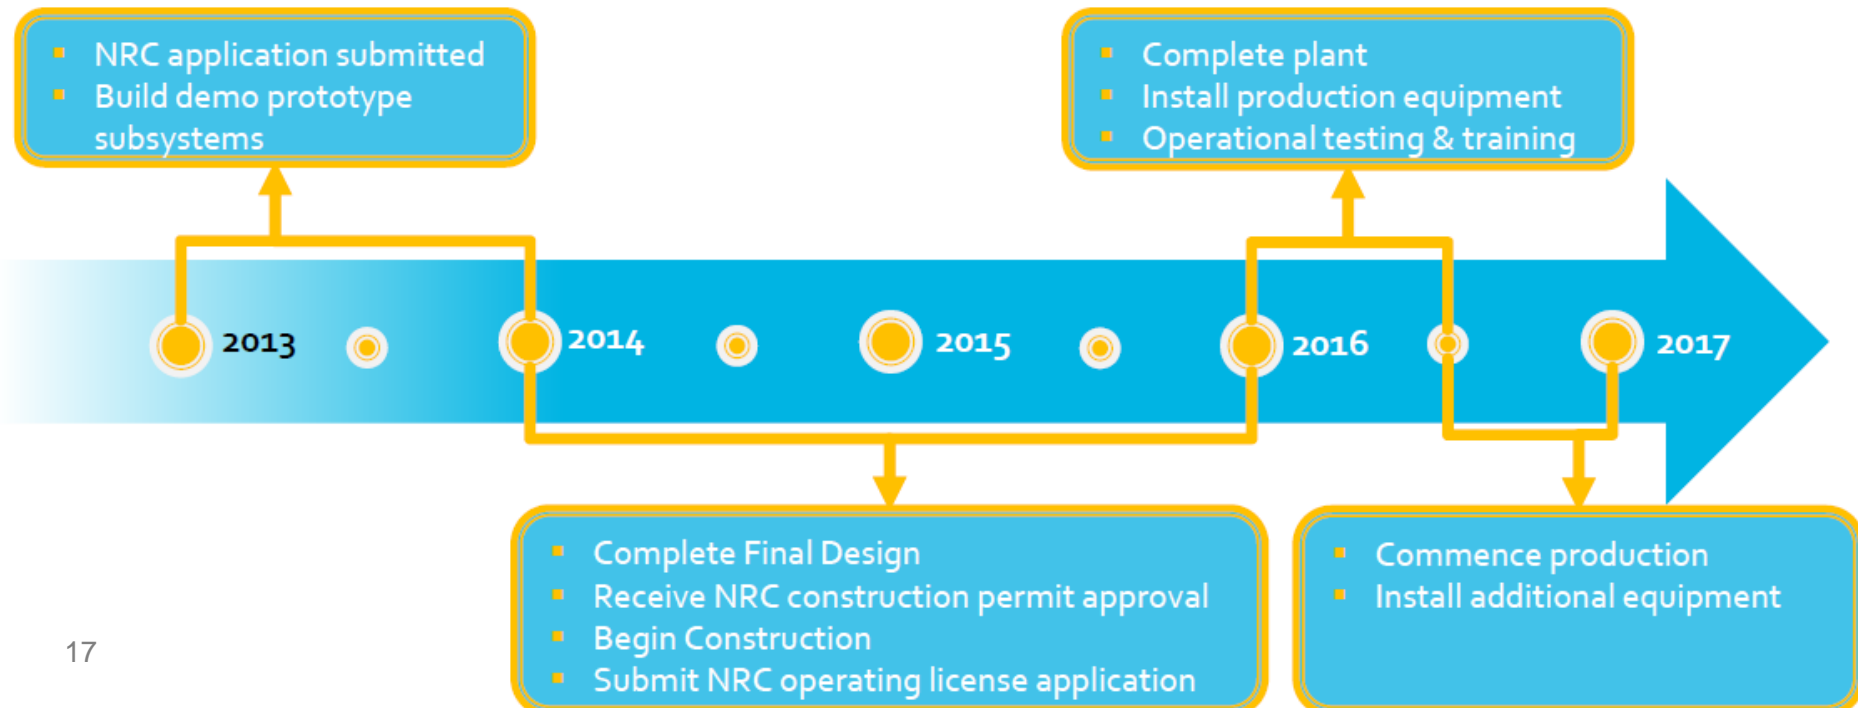 ▪ NRC application submitted
▪ Build demo prototype
subsystems
▪ Complete plant
▪ Install production equipment
▪ Operational testing & training
2013
2014
2015
2016
2017
▪ Complete Final Design
▪ Receive NRC construction permit approval
▪ Begin Construction
▪ Submit NRC operating license application
▪ Commence production
▪ Install additional equipment
17